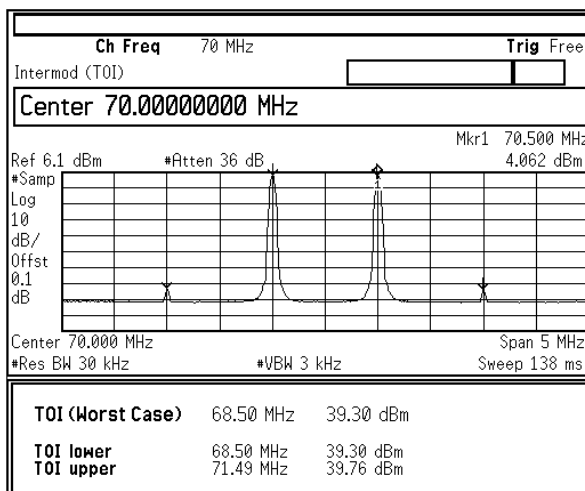 Ch Freq 70 MHz Trig Free
Intermod (TOI)
Center 70.00000000 MHz
Mkr1 70.500 MHz
Ref 6.1 dBm #Atten 36 dB 4.062 dBm
#Samp
Log
10
dB/
Offst
0.1
dB
1
Center 70.000 MHz Span 5 MHz
#Res BW 30 kHz #VBW 3 kHz Sweep 138 ms
TOI (Worst Case) 68.50 MHz 39.30 dBm
TOI lower 68.50 MHz 39.30 dBm
TOI upper 71.49 MHz 39.76 dBm